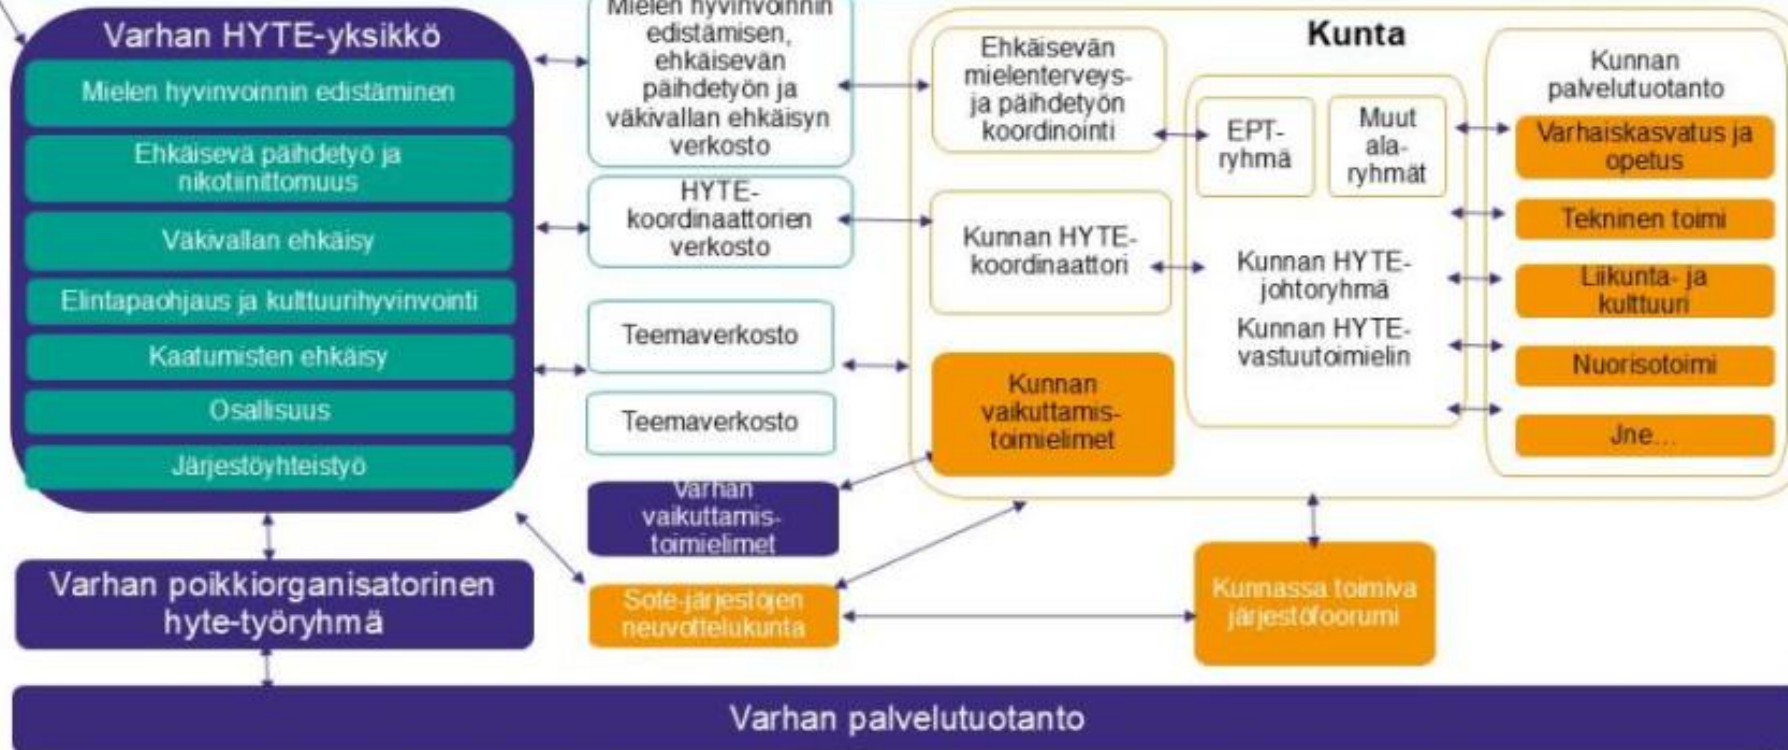 Varhan HYTE-yksikkö
Mielen hyvinvoinnin edistäminen
Ehkäisevä päihdetyö ja
nikotiinittomuus
Väkivallan ehkäisy
Elintapaohjaus ja kulttuurihyvinvointi
Kaatumisten ehkäisy
Osallisuus
Järjestöyhteistyö
Varhan poikkiorganisatorinen
hyte-työryhmä
Mielen hyvinvoinnin
edistämisen,
ehkäisevän
päihdetyön ja
väkivallan ehkäisyn
verkosto
HYTE-
koordinaattorien
verkosto
Teemaverkosto
Teemaverkosto
Varhan
vaikuttamis-
toimielimet
Sote-järjestöjen
neuvottelukunta
Kunta
Ehkäisevän
mielenterveys-
ja päihdetyön
koordinointi
Kunnan HYTE-
koordinaattori
Kunnan
vaikuttamis-
toimielimet
EPT-
ryhmä
Muut
ala-
ryhmät
Kunnan HYTE-
johtoryhmä
Kunnan HYTE-
vastuutoimielin
Kunnan
palvelutuotanto
Varhaiskasvatus ja
opetus
Tekninen toimi
Liikunta- ja
kulttuuri
Nuorisotoimi
Jne...
Kunnassa toimiva
järjestöfoorumi
Varhan palvelutuotanto